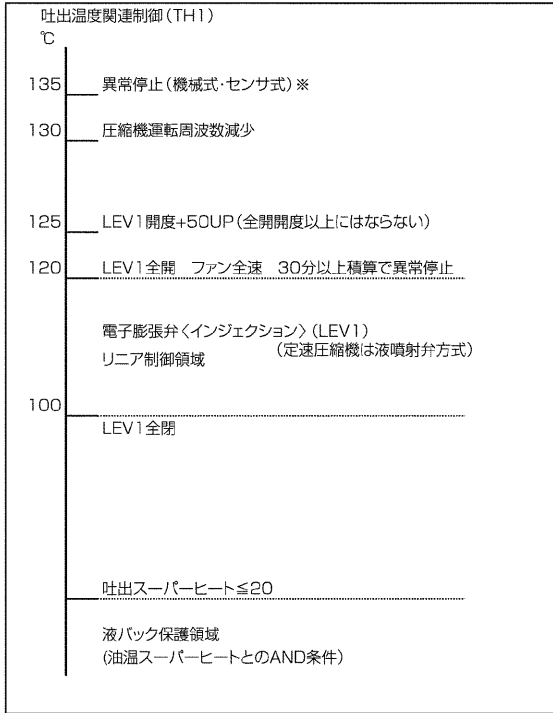 吐出温度関連制御(TH1)
℃
135 異常停止(機械式・センサ式)※
130 圧縮機運転周波数減少
125 LEV1開度+50UP(全開開度以上にはならない)
120 LEV1全開 ファン全速 30分以上積算で異常停止
電子膨張弁〈インジェクション〉(LEV1)
(定速圧縮機は液噴射弁方式)
リニア制御領域
100
LEV1全閉
吐出スーパーヒート≦20
液バック保護領域
(油温スーパーヒートとのAND条件)